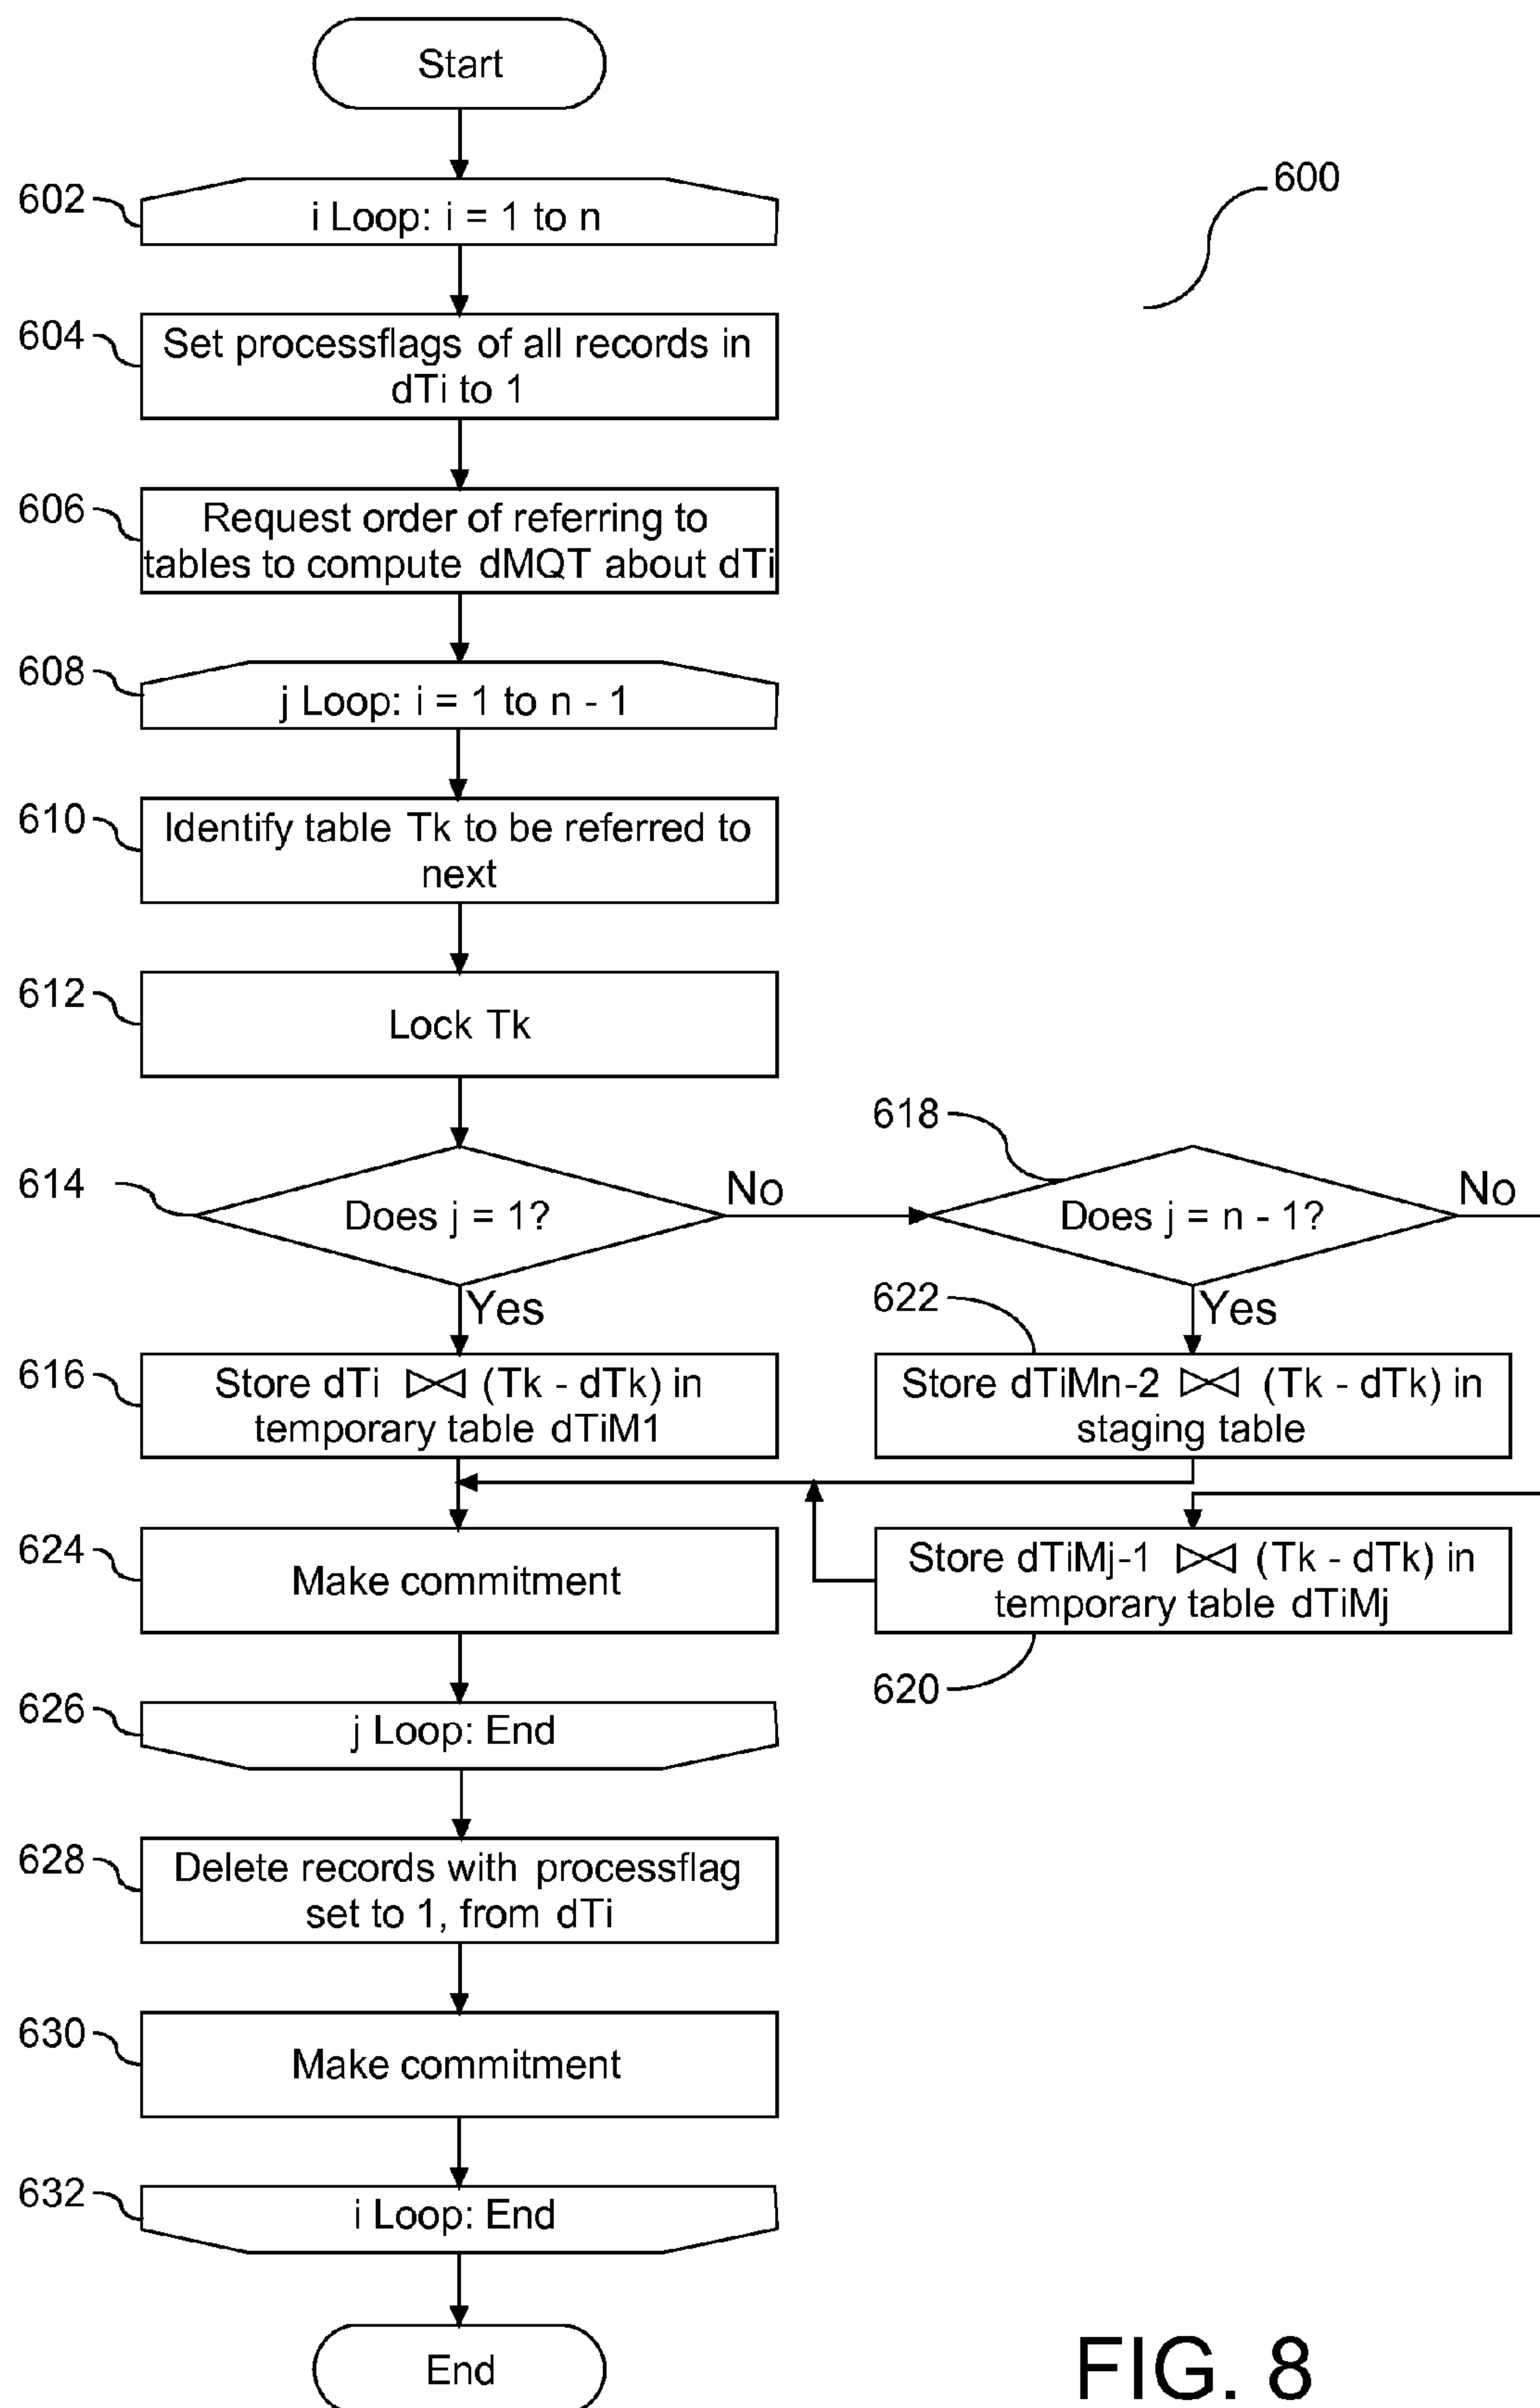 Start
600
602
i Loop: i = 1 to n
604
Set processflags of all records in
dTi to 1
606
Request order of referring to
tables to compute dMQT about dTi
608
j Loop: i = 1 to n - 1
610
Identify table Tk to be referred to
next
612
Lock Tk
614
Does j = 1?
No
618
Does j = n - 1?
No
Yes
622
Yes
616
Store dTi ⋈ (Tk - dTk) in
temporary table dTiM1
Store dTiMn-2 ⋈ (Tk - dTk) in
staging table
624
Make commitment
Store dTiMj-1 ⋈ (Tk - dTk) in
temporary table dTiMj
620
626
j Loop: End
628
Delete records with processflag
set to 1, from dTi
630
Make commitment
632
i Loop: End
End
FIG. 8